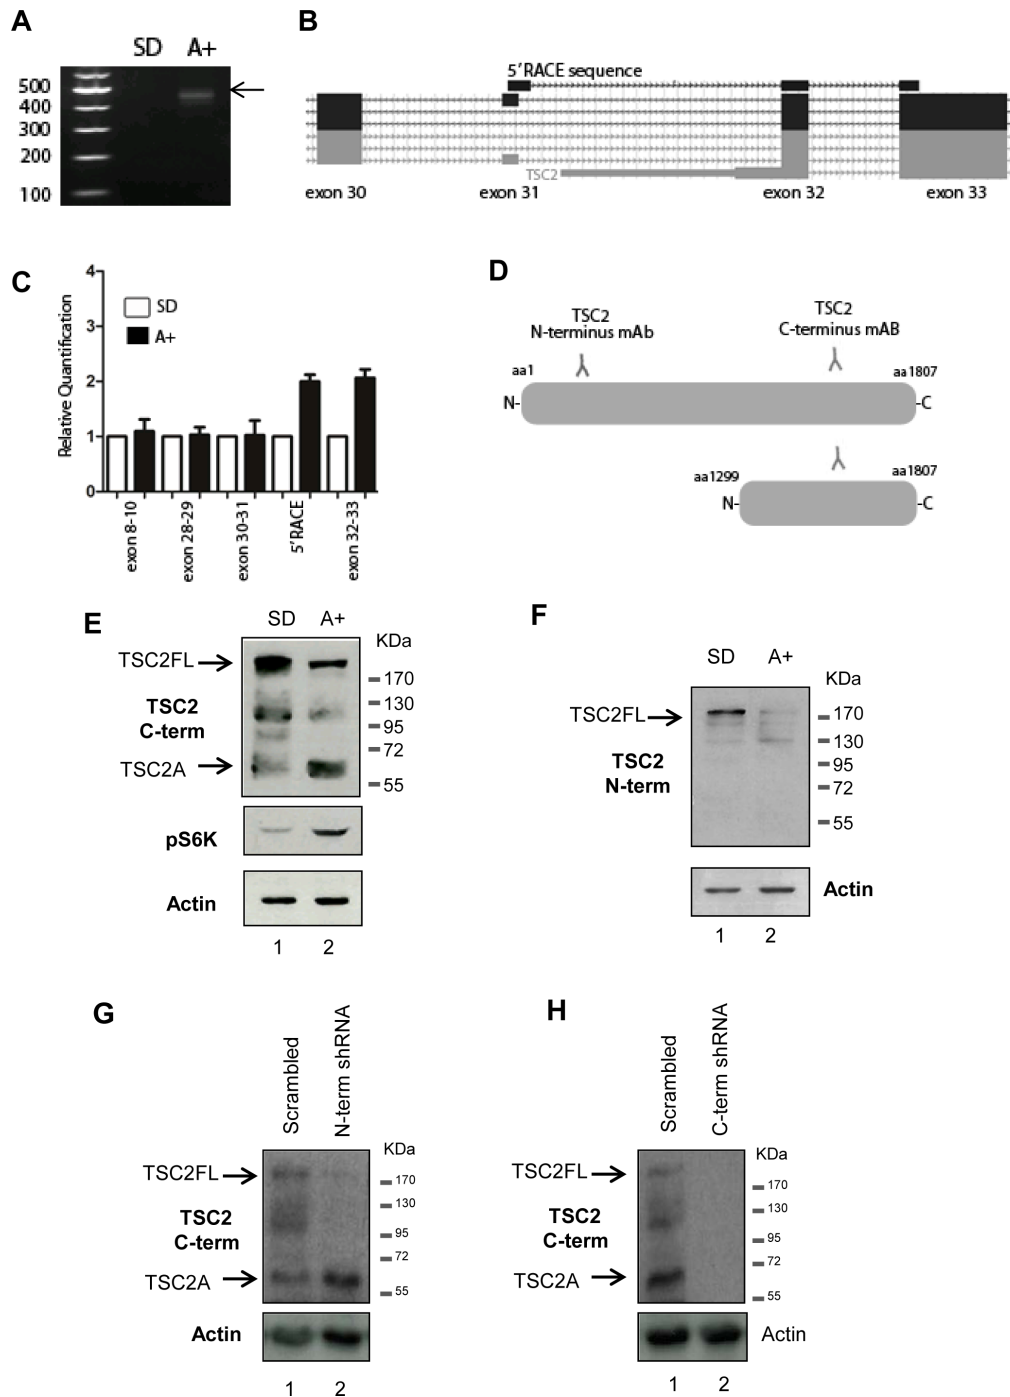 A
SD A+
500
400
300
200
100
B
5'RACE sequence
TSC2
exon 30 exon 31 exon 32 exon 33
C
Relative Quantification
4
3
2
1
0
SD
A+
exon 8-10
exon 28-29
exon 30-31
5'RACE
exon 32-33
D
TSC2
N-terminus mAb
TSC2
C-terminus mAB
aa1 aa1807
N- -C
aa1299 aa1807
N- -C
E
SD A+
KDa
TSC2FL
170
TSC2
C-term
130
95
72
TSC2A
55
pS6K
Actin
1 2
F
SD A+
KDa
TSC2FL
170
130
TSC2
N-term
95
72
55
Actin
1 2
G
Scrambled
N-term shRNA
KDa
TSC2FL
170
130
TSC2
C-term
95
72
TSC2A
55
Actin
1 2
H
Scrambled
C-term shRNA
KDa
TSC2FL
170
130
TSC2
C-term
95
72
TSC2A
55
Actin
1 2